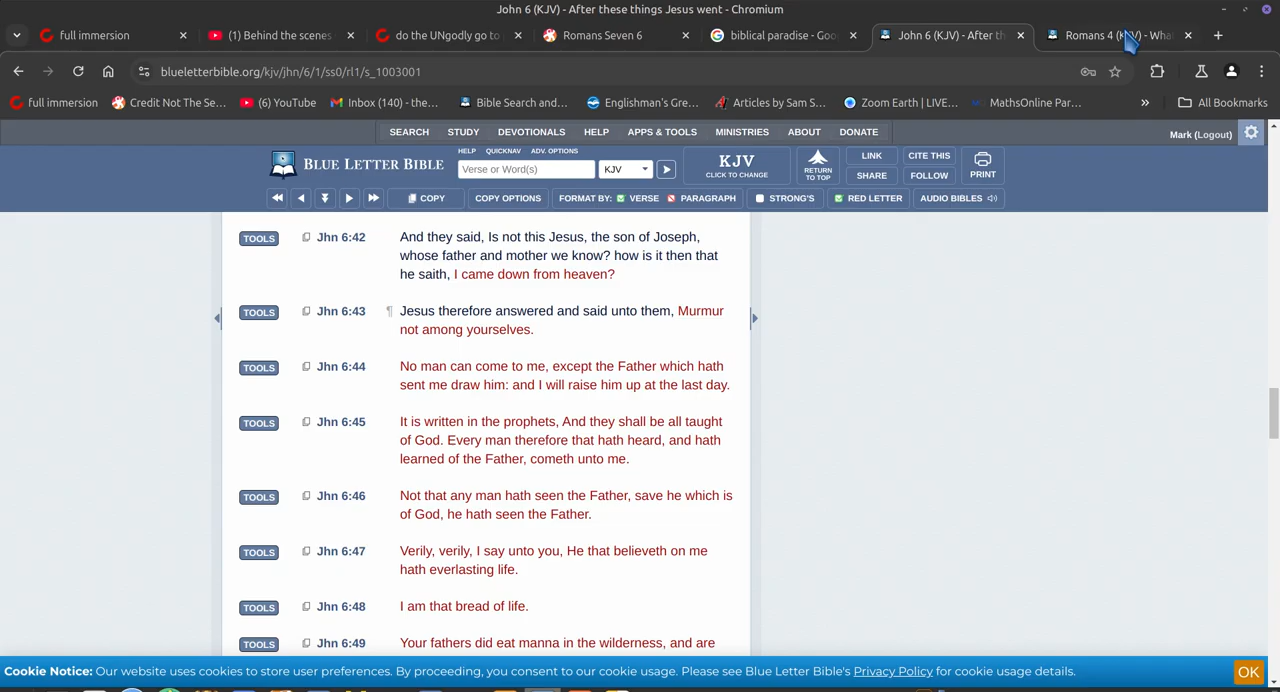 John 6 (KJV) - After these things Jesus went - Chromium
full immersion
(1) Behind the scenes
do the UNgodly go to
Romans Seven 6
biblical paradise - Goo
John 6 (KJV) - After th
Romans 4 (KJV) - Wha
blueletterbible.org/kjv/jhn/6/1/ss0/rl1/s_1003001
full immersion
Credit Not The Se...
(6) YouTube
Inbox (140) - the...
Bible Search and...
Englishman's Gre...
Articles by Sam S...
Zoom Earth | LIVE...
MathsOnline Par...
»
All Bookmarks
SEARCH STUDY DEVOTIONALS HELP APPS & TOOLS MINISTRIES ABOUT DONATE
Mark (Logout)
BLUE LETTER BIBLE
HELP QUICKNAV ADV. OPTIONS
Verse or Word(s)
KJV
KJV
CLICK TO CHANGE
RETURN
TO TOP
LINK
CITE THIS
SHARE
FOLLOW
PRINT
COPY
COPY OPTIONS
FORMAT BY: VERSE PARAGRAPH
STRONG'S
RED LETTER
AUDIO BIBLES
TOOLS Jhn 6:42 And they said, Is not this Jesus, the son of Joseph,
whose father and mother we know? how is it then that
he saith, I came down from heaven?
TOOLS Jhn 6:43 ¶ Jesus therefore answered and said unto them, Murmur
not among yourselves.
TOOLS Jhn 6:44 No man can come to me, except the Father which hath
sent me draw him: and I will raise him up at the last day.
TOOLS Jhn 6:45 It is written in the prophets, And they shall be all taught
of God. Every man therefore that hath heard, and hath
learned of the Father, cometh unto me.
TOOLS Jhn 6:46 Not that any man hath seen the Father, save he which is
of God, he hath seen the Father.
TOOLS Jhn 6:47 Verily, verily, I say unto you, He that believeth on me
hath everlasting life.
TOOLS Jhn 6:48 I am that bread of life.
TOOLS Jhn 6:49 Your fathers did eat manna in the wilderness, and are
Cookie Notice: Our website uses cookies to store user preferences. By proceeding, you consent to our cookie usage. Please see Blue Letter Bible's Privacy Policy for cookie usage details.
OK